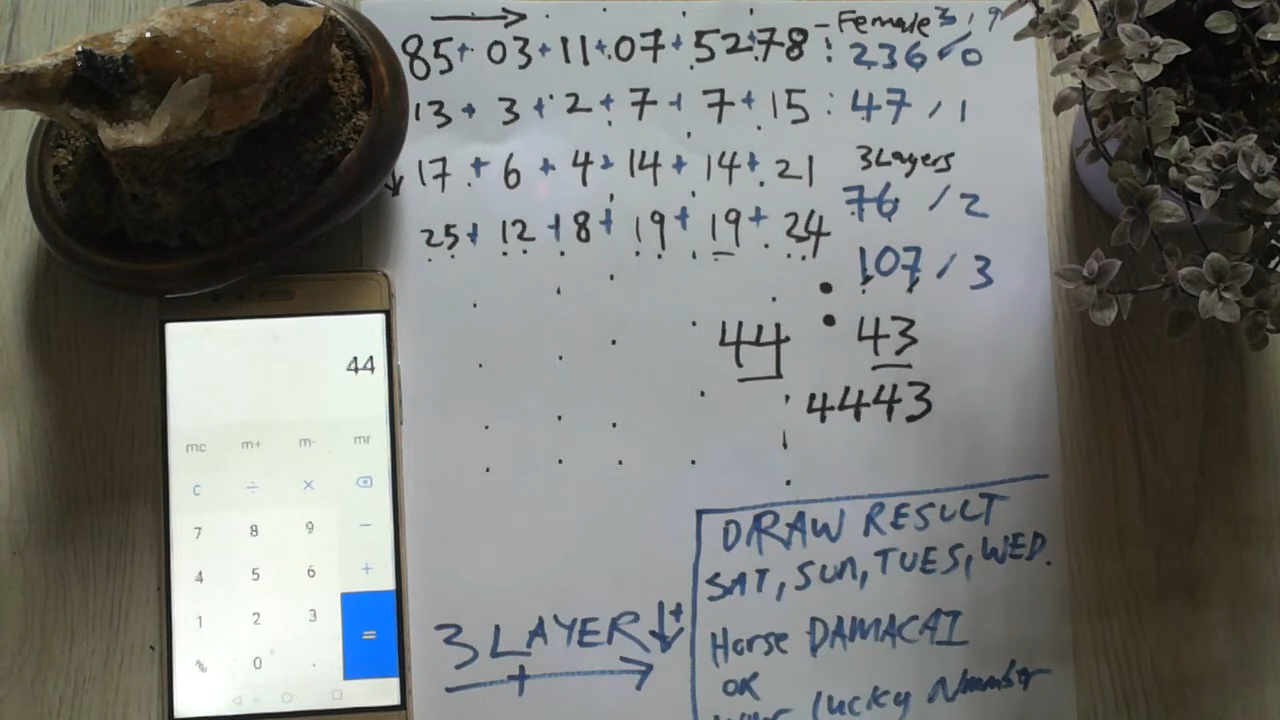 85 + 03 + 11 + 07 + 52 + 78 : 236 / 0
- Female 3, 9
13 + 3 + 2 + 7 + 7 + 15 : 47 / 1
17 + 6 + 4 + 14 + 14 + 21
3 Layers
76 / 2
25 + 12 + 8 + 19 + 19 + 24
107 / 3
44 : 43
4443
DRAW RESULT
SAT, SUN, TUES, WED.
Horse DAMACAI
OR
lucky Number
3 LAYER ↓+
+
44
mc m+ m- mr
c ÷ ×
7 8 9 −
4 5 6 +
1 2 3
% 0 . =